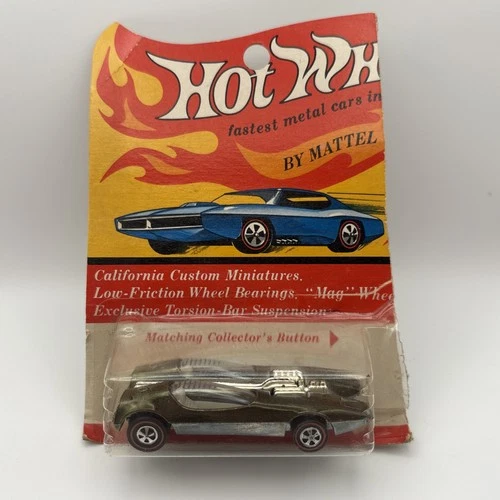 Hot Wh
fastest metal cars in
BY MATTEL
California Custom Miniatures,
Low-Friction Wheel Bearings, "Mag" Whee
Exclusive Torsion-Bar Suspension
Matching Collector's Button